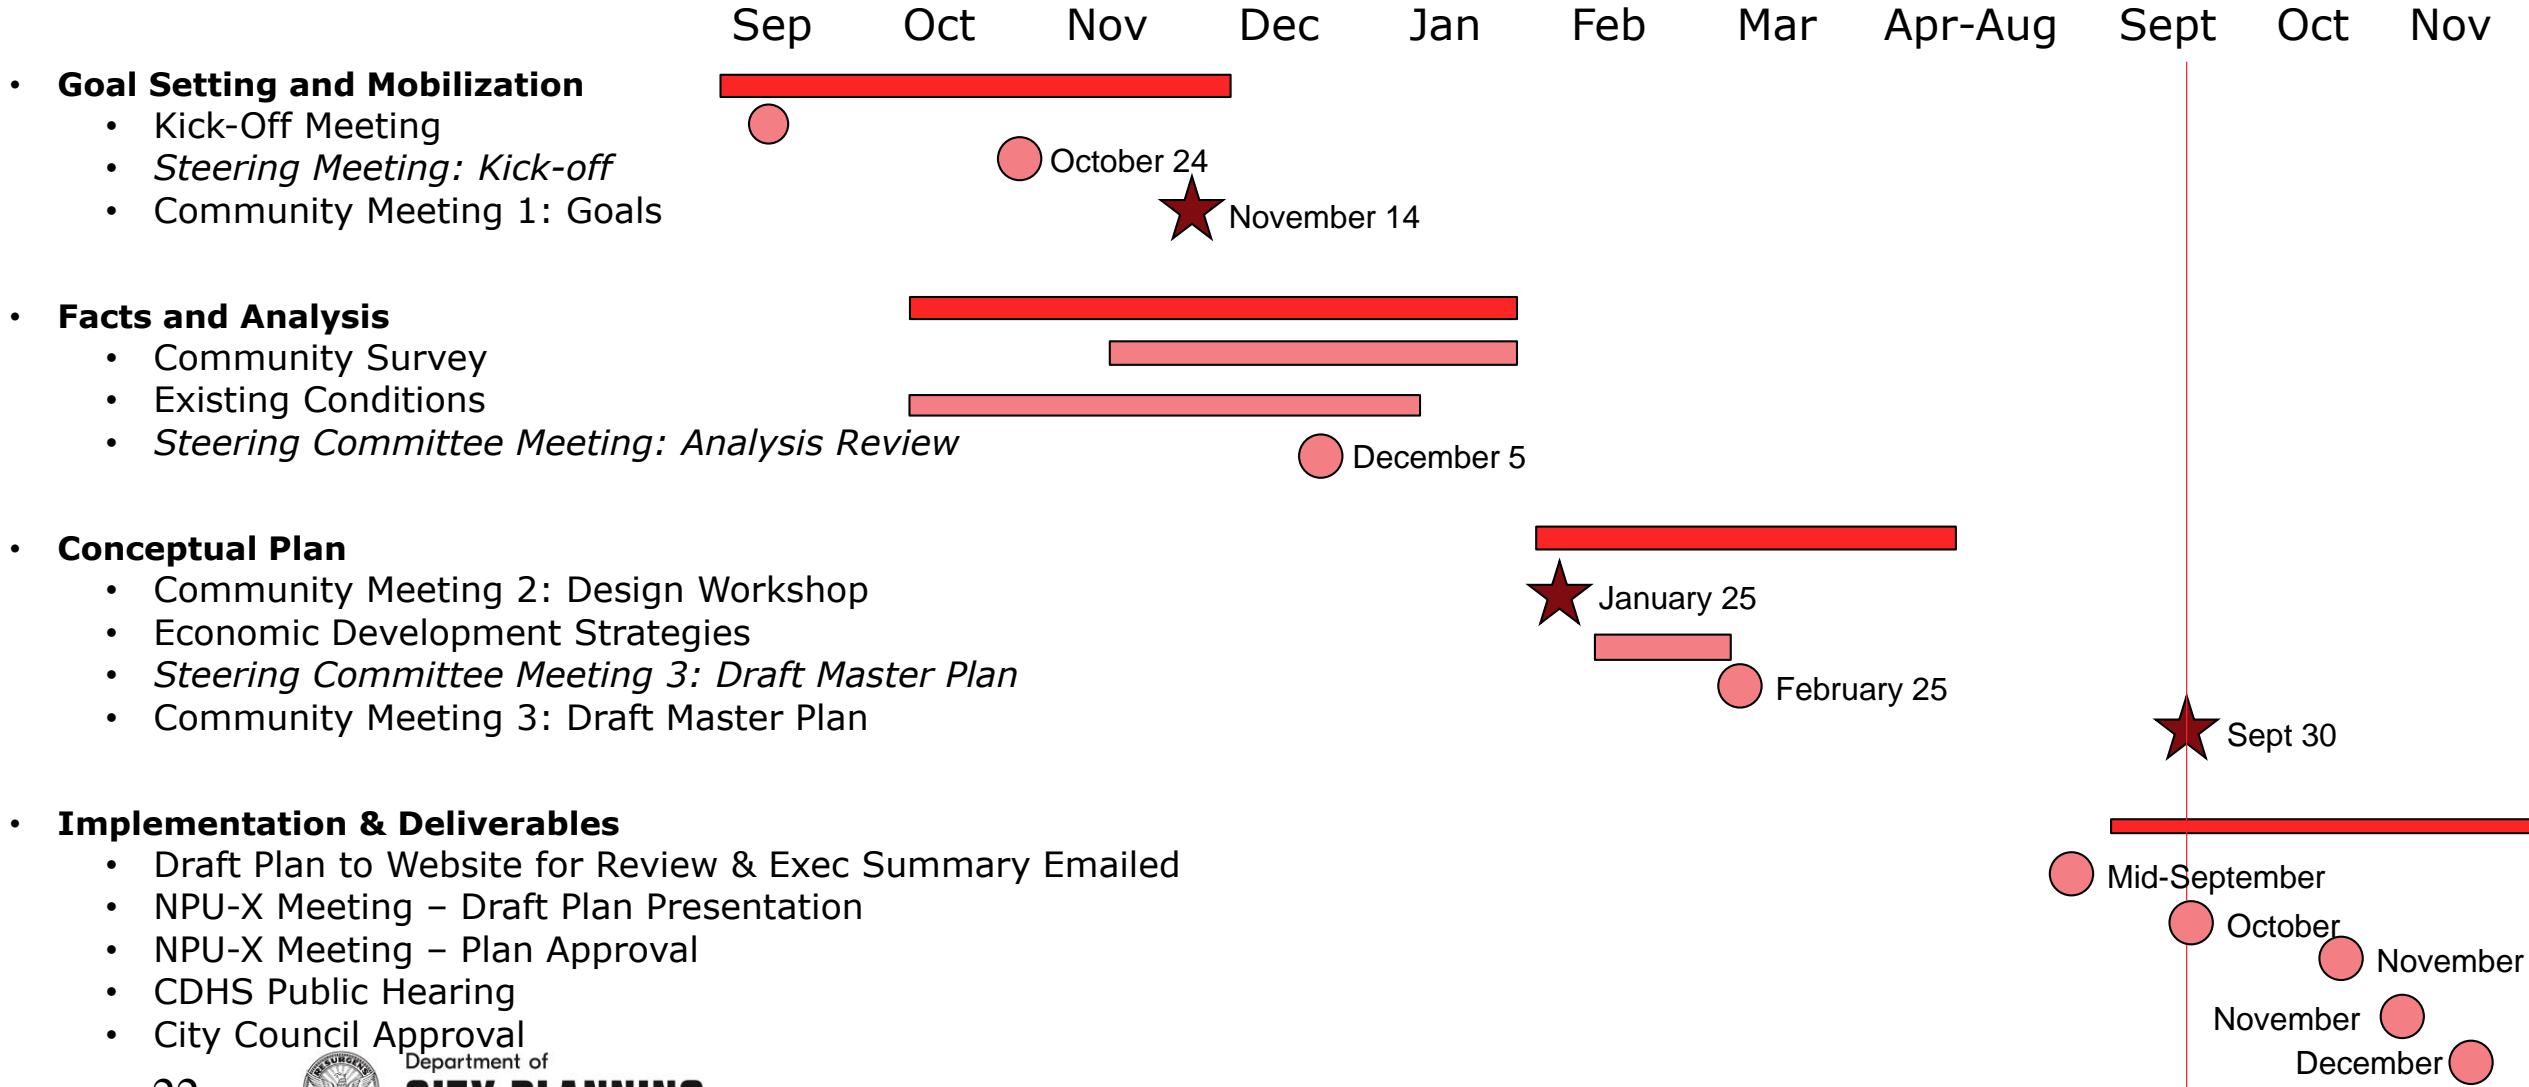 Sep Oct Nov Dec Jan Feb Mar Apr-Aug Sept Oct Nov
• Goal Setting and Mobilization
• Kick-Off Meeting
• Steering Meeting: Kick-off
October 24
• Community Meeting 1: Goals
November 14
• Facts and Analysis
• Community Survey
• Existing Conditions
• Steering Committee Meeting: Analysis Review
December 5
• Conceptual Plan
• Community Meeting 2: Design Workshop
January 25
• Economic Development Strategies
• Steering Committee Meeting 3: Draft Master Plan
February 25
• Community Meeting 3: Draft Master Plan
Sept 30
• Implementation & Deliverables
• Draft Plan to Website for Review & Exec Summary Emailed
Mid-September
• NPU-X Meeting – Draft Plan Presentation
October
• NPU-X Meeting – Plan Approval
November
• CDHS Public Hearing
November
• City Council Approval
December
RESURGENS
Department of
CITY PLANNING